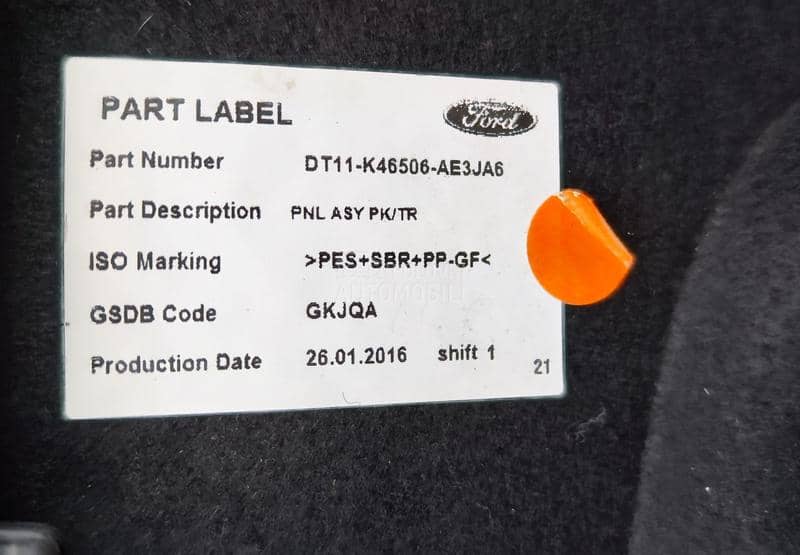 PART LABEL
Ford
Part Number DT11-K46506-AE3JA6
Part Description PNL ASY PK/TR
ISO Marking >PES+SBR+PP-GF<
AUTOMOBILI
GSDB Code GKJQA
Production Date 26.01.2016 shift 1
21